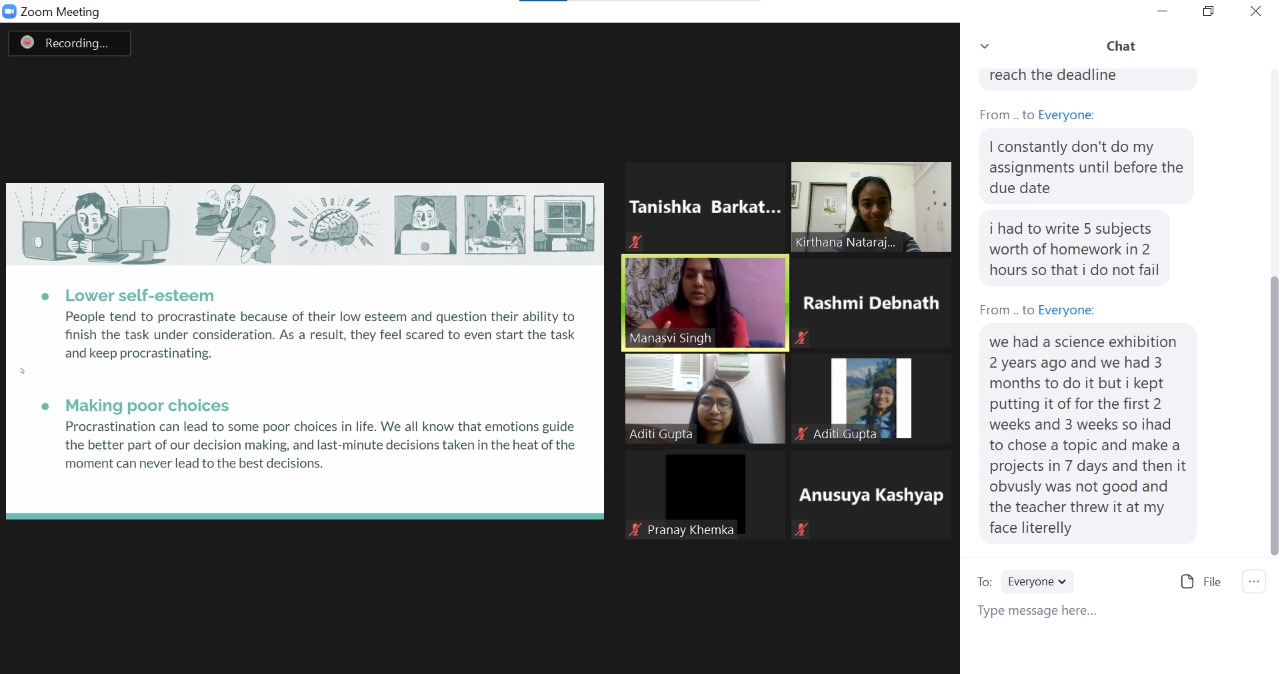 Zoom Meeting
Recording...
Lower self-esteem
People tend to procrastinate because of their low esteem and question their ability to
finish the task under consideration. As a result, they feel scared to even start the task
and keep procrastinating.
Making poor choices
Procrastination can lead to some poor choices in life. We all know that emotions guide
the better part of our decision making, and last-minute decisions taken in the heat of the
moment can never lead to the best decisions.
Tanishka Barkat...
Kirthana Nataraj...
Manasvi Singh
Rashmi Debnath
Aditi Gupta
Aditi Gupta
Pranay Khemka
Anusuya Kashyap
Chat
reach the deadline
From .. to Everyone:
I constantly don't do my
assignments until before the
due date
i had to write 5 subjects
worth of homework in 2
hours so that i do not fail
From .. to Everyone:
we had a science exhibition
2 years ago and we had 3
months to do it but i kept
putting it of for the first 2
weeks and 3 weeks so ihad
to chose a topic and make a
projects in 7 days and then it
obvusly was not good and
the teacher threw it at my
face literelly
To: Everyone
File
Type message here...